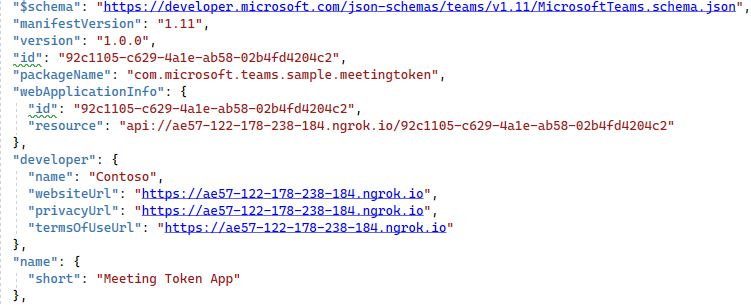 "$schema": "https://developer.microsoft.com/json-schemas/teams/v1.11/MicrosoftTeams.schema.json",
"manifestVersion": "1.11",
"version": "1.0.0",
"id": "92c1105-c629-4a1e-ab58-02b4fd4204c2",
"packageName": "com.microsoft.teams.sample.meetingtoken",
"webApplicationInfo": {
"id": "92c1105-c629-4a1e-ab58-02b4fd4204c2",
"resource": "api://ae57-122-178-238-184.ngrok.io/92c1105-c629-4a1e-ab58-02b4fd4204c2"
},
"developer": {
"name": "Contoso",
"websiteUrl": "https://ae57-122-178-238-184.ngrok.io",
"privacyUrl": "https://ae57-122-178-238-184.ngrok.io",
"termsOfUseUrl": "https://ae57-122-178-238-184.ngrok.io"
},
"name": {
"short": "Meeting Token App"
},